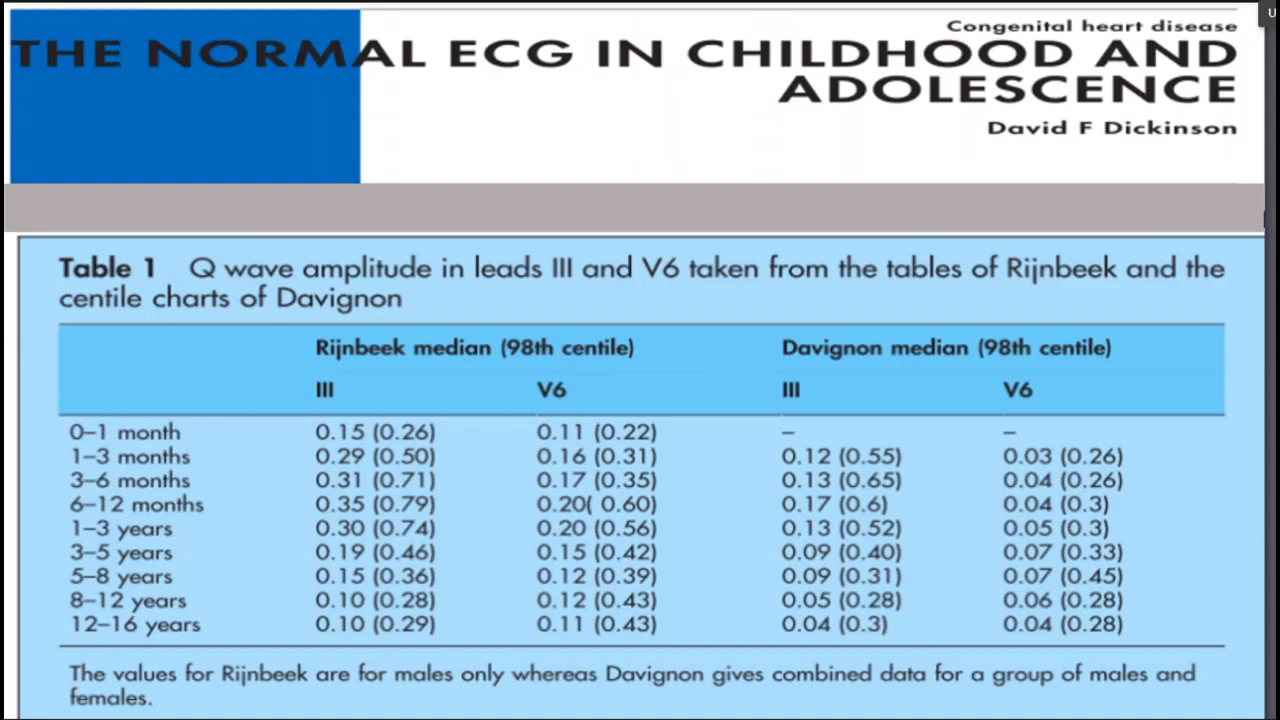 U
Congenital heart disease
THE NORMAL ECG IN CHILDHOOD AND
ADOLESCENCE
David F Dickinson
Table 1 Q wave amplitude in leads III and V6 taken from the tables of Rijnbeek and the
centile charts of Davignon
Rijnbeek median (98th centile) Davignon median (98th centile)
III V6 III V6
0–1 month 0.15 (0.26) 0.11 (0.22) – –
1–3 months 0.29 (0.50) 0.16 (0.31) 0.12 (0.55) 0.03 (0.26)
3–6 months 0.31 (0.71) 0.17 (0.35) 0.13 (0.65) 0.04 (0.26)
6–12 months 0.35 (0.79) 0.20( 0.60) 0.17 (0.6) 0.04 (0.3)
1–3 years 0.30 (0.74) 0.20 (0.56) 0.13 (0.52) 0.05 (0.3)
3–5 years 0.19 (0.46) 0.15 (0.42) 0.09 (0.40) 0.07 (0.33)
5–8 years 0.15 (0.36) 0.12 (0.39) 0.09 (0.31) 0.07 (0.45)
8–12 years 0.10 (0.28) 0.12 (0.43) 0.05 (0.28) 0.06 (0.28)
12–16 years 0.10 (0.29) 0.11 (0.43) 0.04 (0.3) 0.04 (0.28)
The values for Rijnbeek are for males only whereas Davignon gives combined data for a group of males and
females.